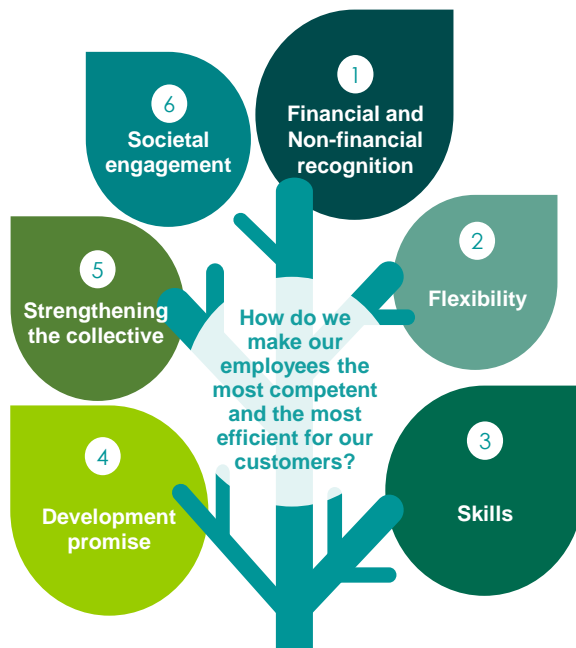 1
Financial and
Non-financial
recognition
2
Flexibility
3
Skills
4
Development
promise
5
Strengthening
the collective
6
Societal
engagement
How do we
make our
employees the
most competent
and the most
efficient for our
customers?